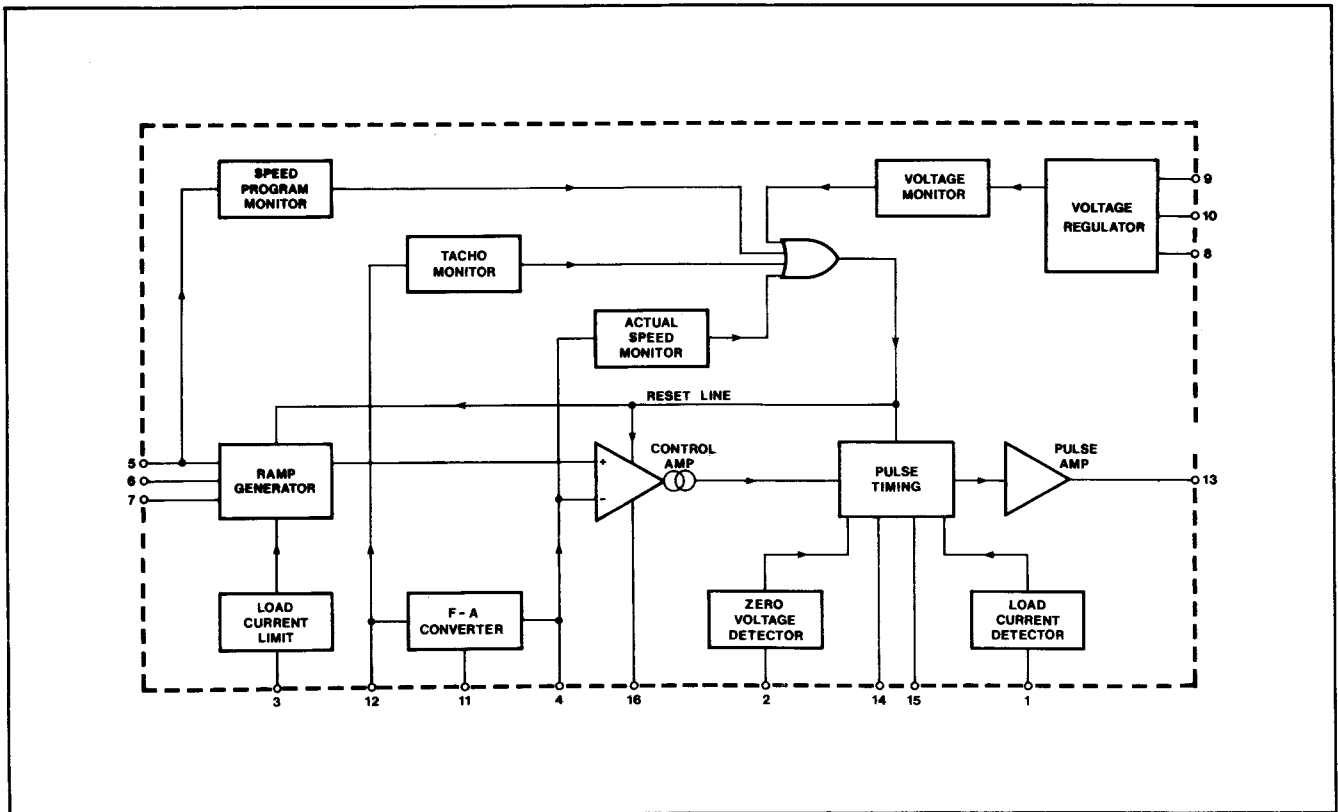 SPEED
PROGRAM
MONITOR
VOLTAGE
MONITOR
VOLTAGE
REGULATOR
9
10
8
TACHO
MONITOR
ACTUAL
SPEED
MONITOR
RESET LINE
5
6
7
RAMP
GENERATOR
+
-
CONTROL
AMP
PULSE
TIMING
PULSE
AMP
13
LOAD
CURRENT
LIMIT
F-A
CONVERTER
ZERO
VOLTAGE
DETECTOR
LOAD
CURRENT
DETECTOR
3
12
11
4
16
2
14
15
1